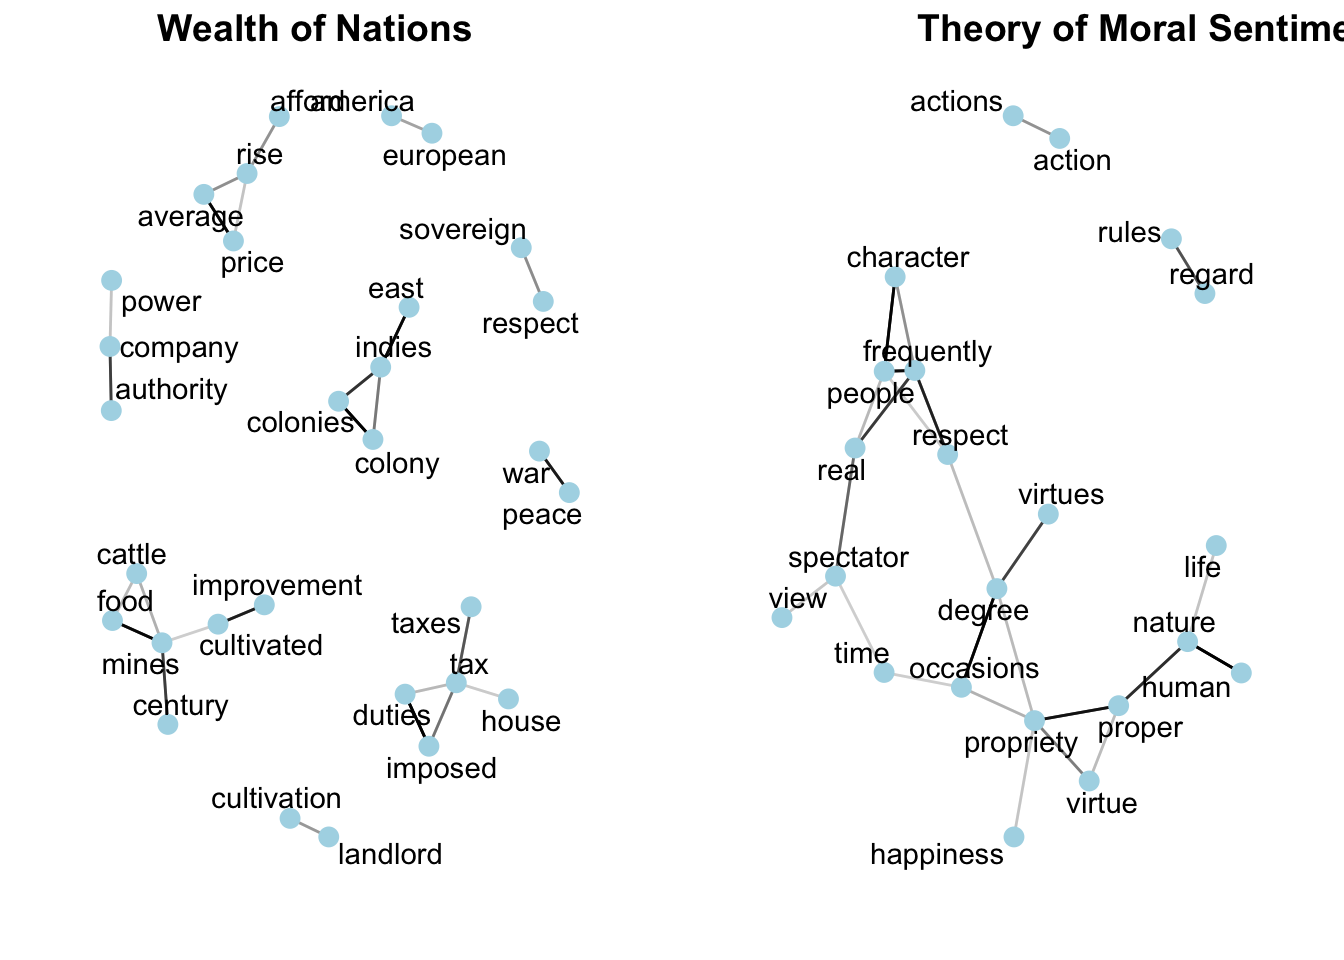 Wealth of Nations
afford
america
rise
european
average
price
sovereign
respect
power
east
company
indies
authority
colonies
colony
war
peace
cattle
food
improvement
cultivated
mines
century
taxes
tax
duties
house
imposed
cultivation
landlord
Theory of Moral Sentime
actions
action
rules
regard
character
frequently
people
respect
real
virtues
spectator
view
life
degree
nature
time
occasions
human
propriety
proper
virtue
happiness